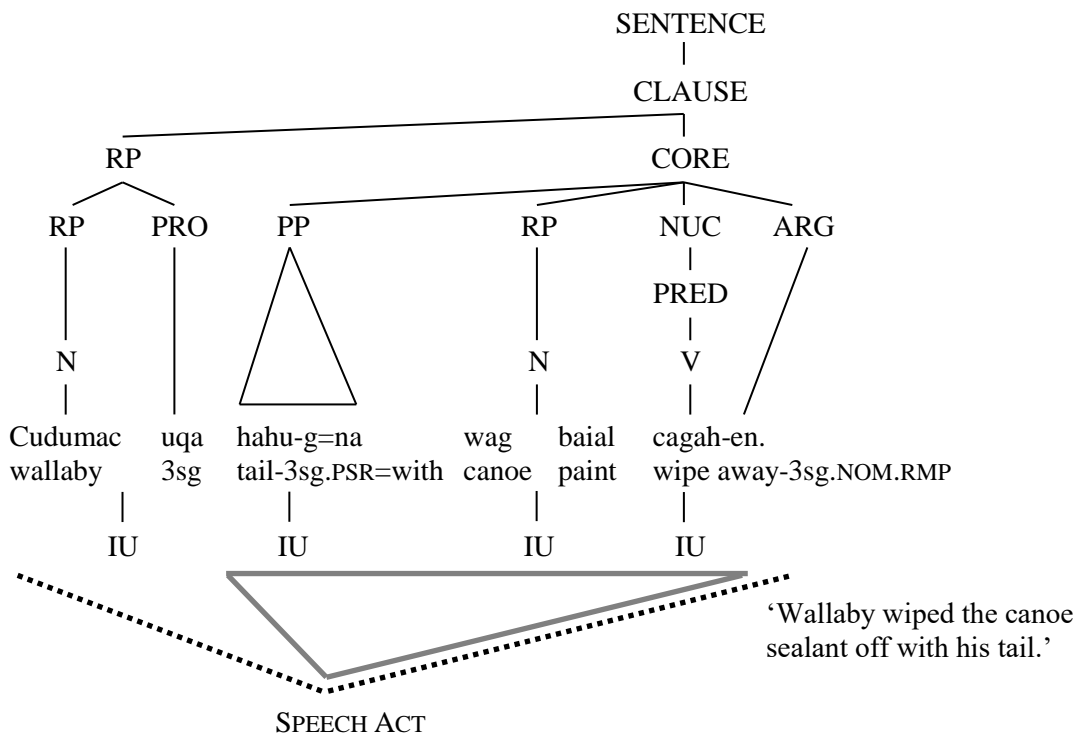 SENTENCE
CLAUSE
RP CORE
RP PRO PP RP NUC ARG
PRED
N N V
Cudumac uqa hahu-g=na wag baial cagah-en.
wallaby 3sg tail-3sg.PSR=with canoe paint wipe away-3sg.NOM.RMP
IU IU IU IU
‘Wallaby wiped the canoe
sealant off with his tail.’
SPEECH ACT